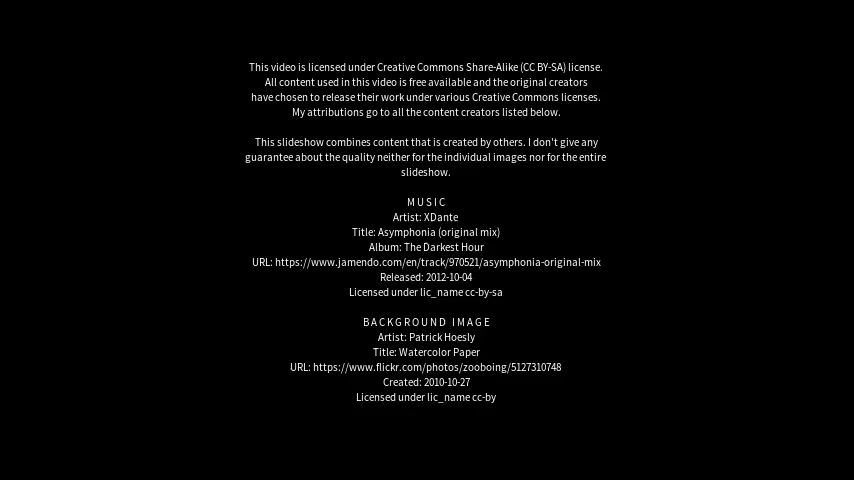 This video is licensed under Creative Commons Share-Alike (CC BY-SA) license.
All content used in this video is free available and the original creators
have chosen to release their work under various Creative Commons licenses.
My attributions go to all the content creators listed below.
This slideshow combines content that is created by others. I don't give any
guarantee about the quality neither for the individual images nor for the entire
slideshow.
MUSIC
Artist: XDante
Title: Asymphonia (original mix)
Album: The Darkest Hour
URL: https://www.jamendo.com/en/track/970521/asymphonia-original-mix
Released: 2012-10-04
Licensed under lic_name cc-by-sa
BACKGROUND IMAGE
Artist: Patrick Hoesly
Title: Watercolor Paper
URL: https://www.flickr.com/photos/zooboing/5127310748
Created: 2010-10-27
Licensed under lic_name cc-by